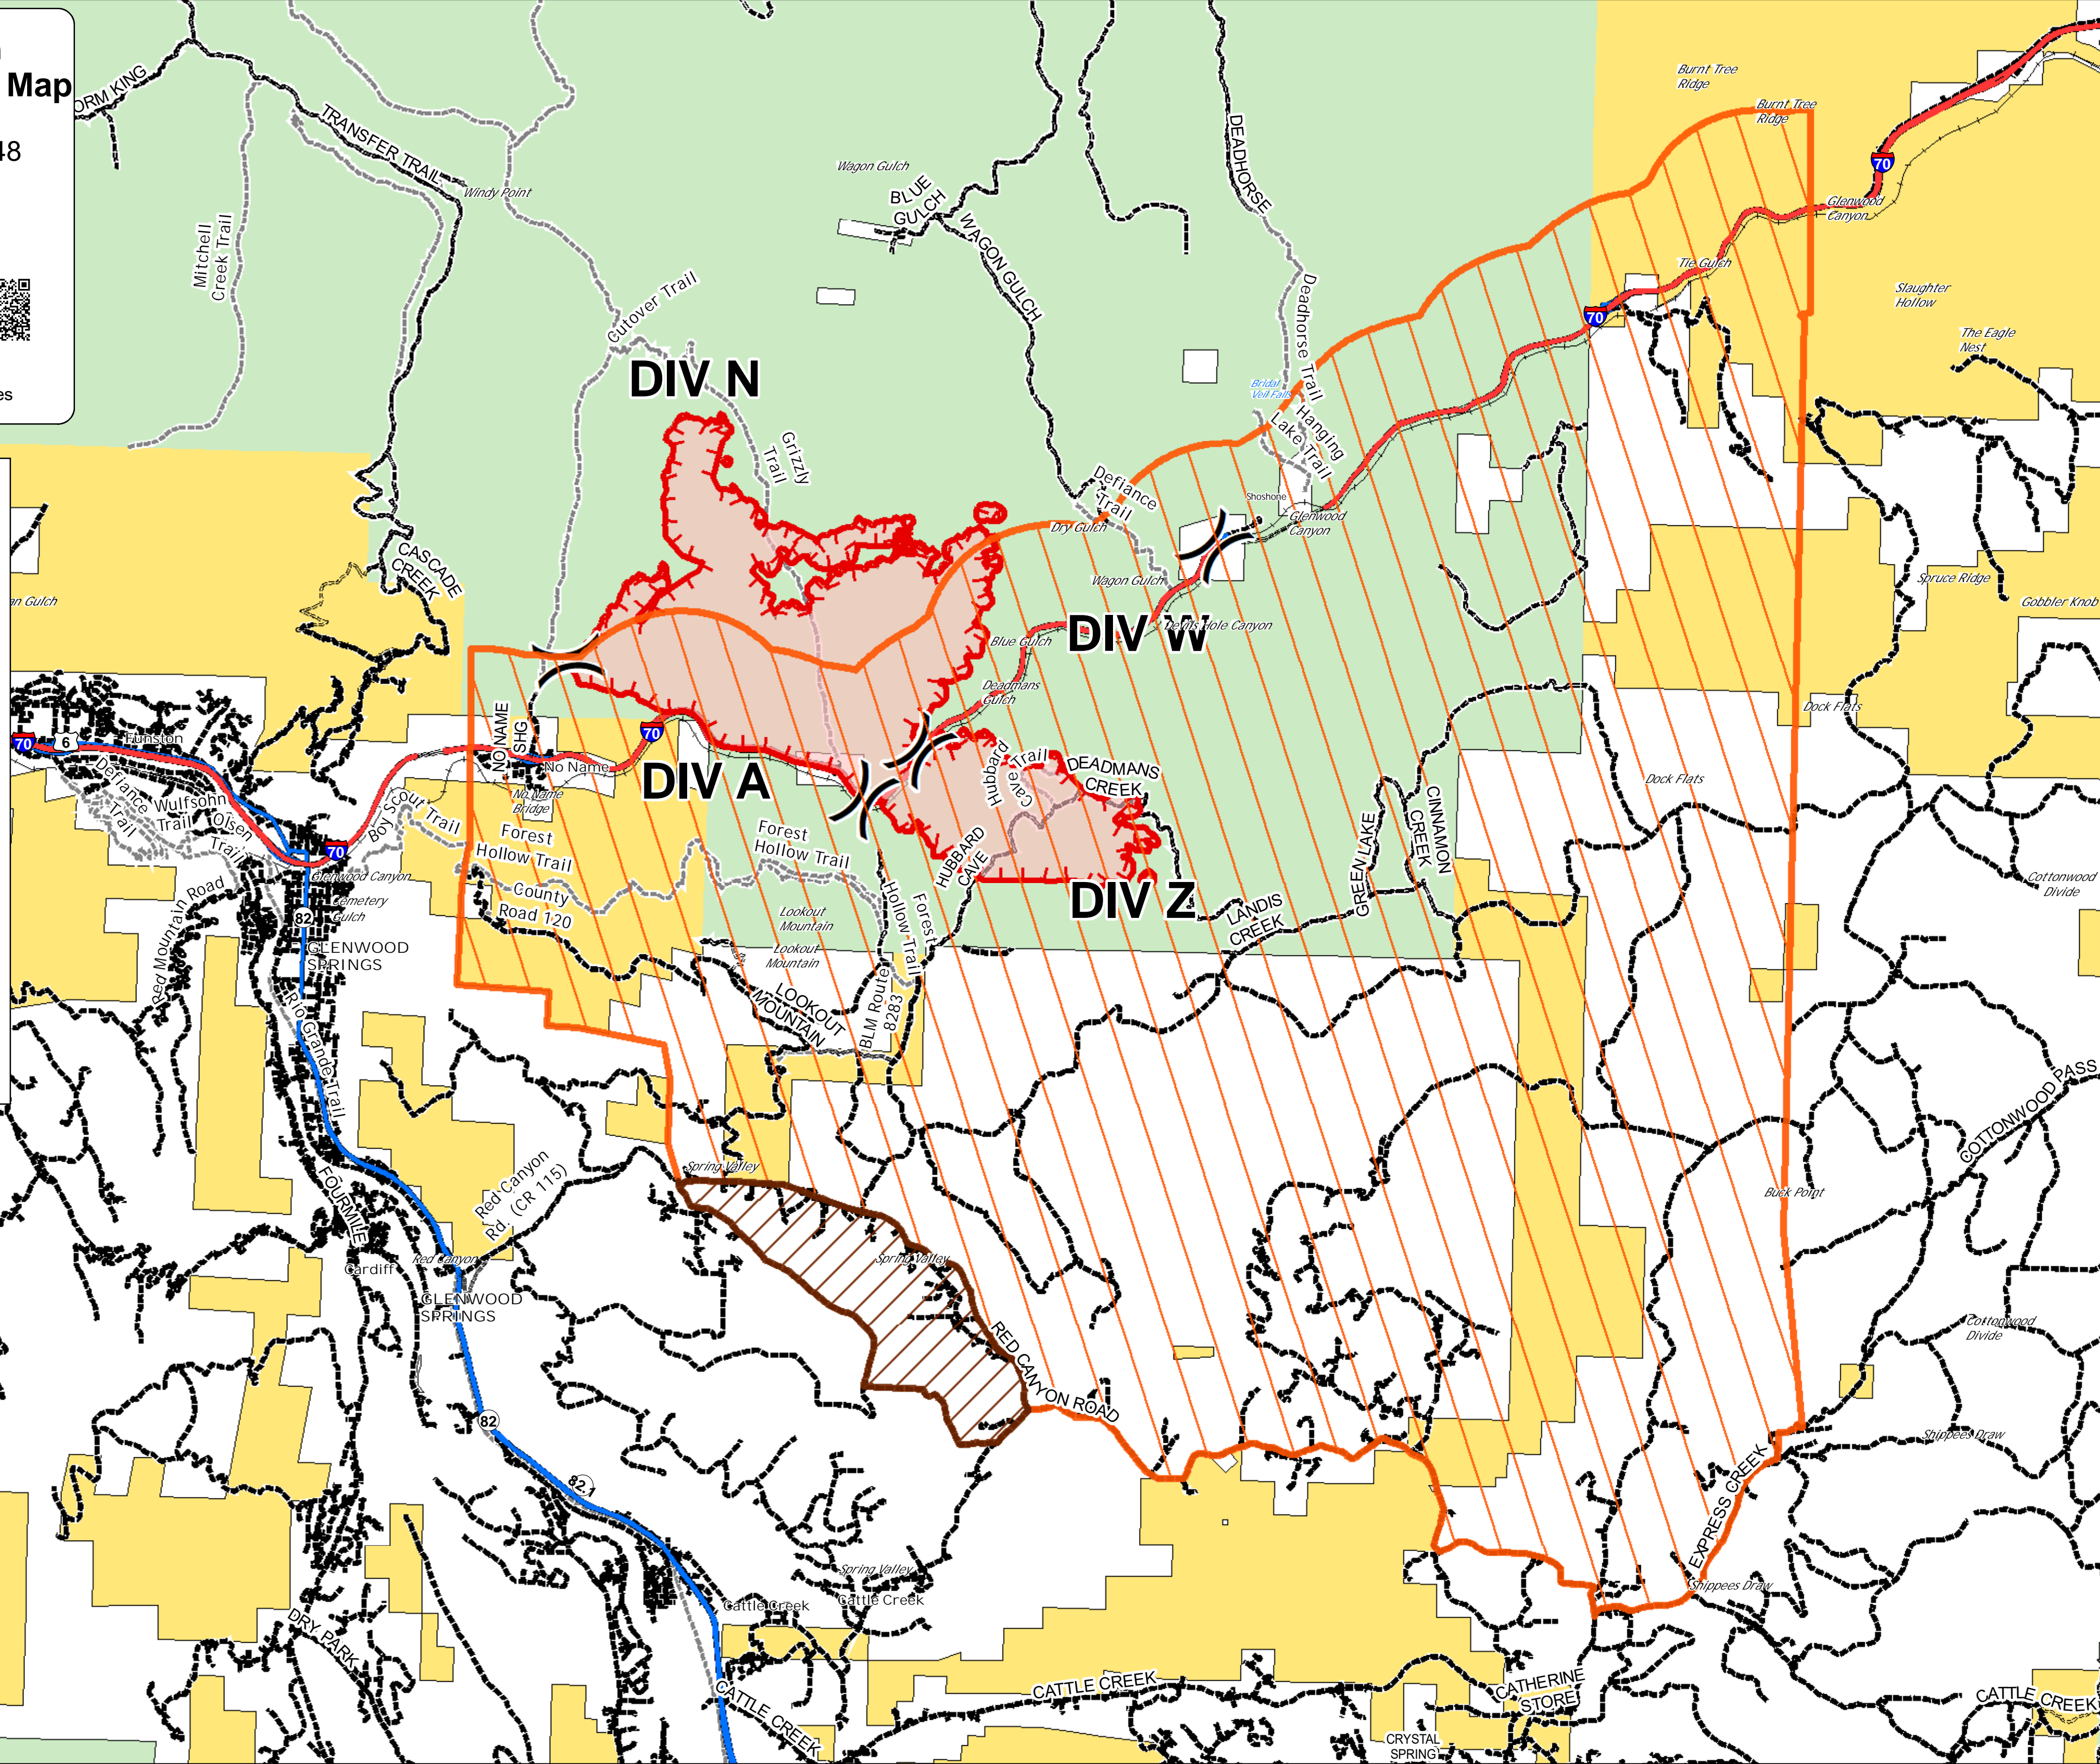 Map
48
es
ORM KING
TRANSFER TRAIL
Windy Point
Mitchell
Creek Trail
Wagon Gulch
BLUE
GULCH
WAGON GULCH
DEADHORSE
Deadhorse Trail
Burnt Tree
Ridge
Burnt Tree
Ridge
70
Glenwood
Canyon
Tie Gulch
Slaughter
Hollow
The Eagle
Nest
70
Cutover Trail
DIV N
Grizzly
Trail
Bridal
Veil Falls
Hanging
Lake Trail
Defiance
Trail
Shoshone
Glenwood
Canyon
Dry Gulch
Wagon Gulch
DIV W
Devils Hole Canyon
Blue Gulch
Deadmans
Gulch
CASCADE
CREEK
an Gulch
Spruce Ridge
Gobbler Knob
Dock Flats
Dock Flats
70
6
Funston
NO NAME
SHG
No Name
No Name
Bridge
70
DIV A
Defiance
Trail
Wulfsohn
Trail
Olsen
Trail
Boy Scout Trail
70
Glenwood Canyon
Cemetery
Gulch
82
GLENWOOD
SPRINGS
Red Mountain Road
Rio Grande Trail
Forest
Hollow Trail
County
Road 120
Forest
Hollow Trail
Lookout
Mountain
Lookout
Mountain
LOOKOUT
MOUNTAIN
BLM Route
8283
Forest
Hollow Trail
HUBBARD
CAVE
Hubbard
Cave Trail
DEADMANS
CREEK
DIV Z
LANDIS
CREEK
GREEN LAKE
CINNAMON
CREEK
Cottonwood
Divide
COTTONWOOD PASS
Buck Point
Cottonwood
Divide
Spring Valley
Spring Valley
RED CANYON ROAD
Red Canyon
Rd. (CR 115)
Red Canyon
FOURMILE
Cardiff
GLENWOOD
SPRINGS
82
82.1
Shippees Draw
EXPRESS CREEK
Shippees Draw
Spring Valley
Cattle Creek
Cattle Creek
DRY PARK
CATTLE CREEK
CATTLE CREEK
CATHERINE
STORE
CRYSTAL
SPRING
CATTLE CREEK